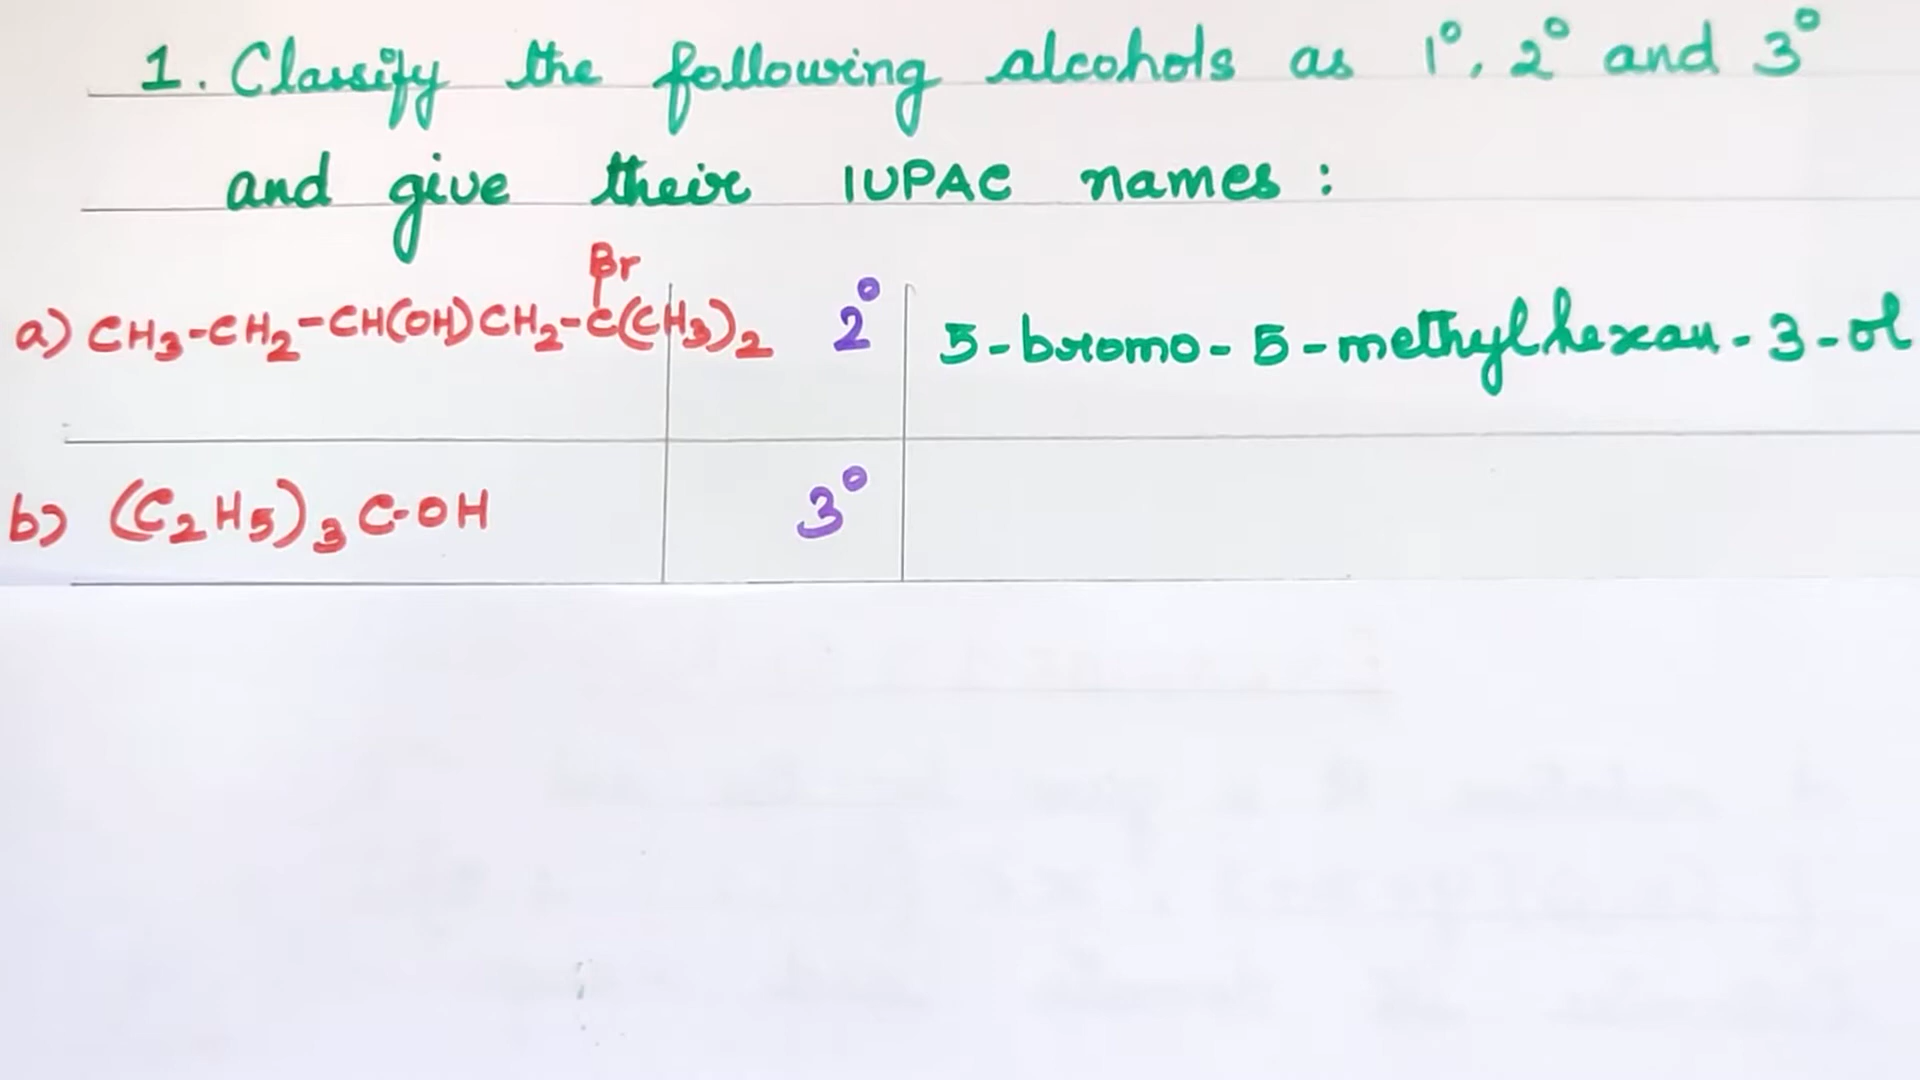 1. Classify the following alcohols as 1°, 2° and 3°
and give their IUPAC names :
Br
a) CH₃-CH₂-CH(OH)CH₂-C(CH₃)₂ 2° 5-bromo-5-methylhexan-3-ol
b) (C₂H₅)₃C-OH 3°